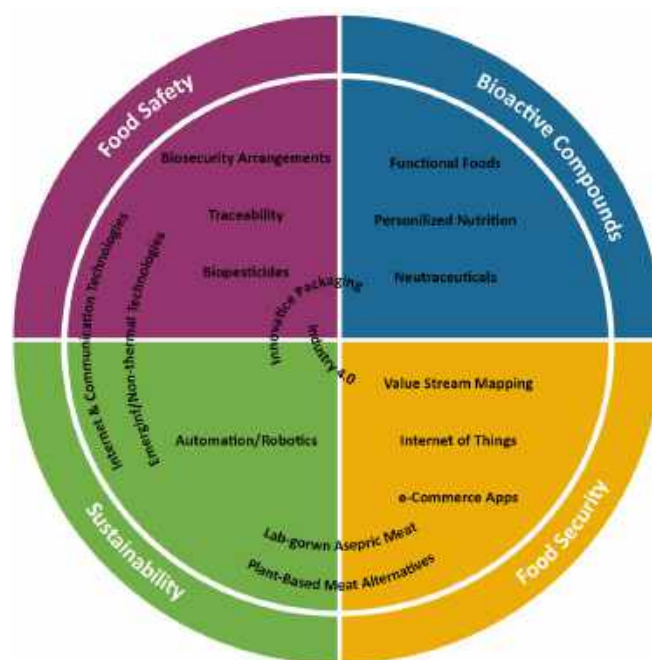 Food Safety
Bioactive Compounds
Biosecurity Arrangements
Traceability
Biopesticides
Functional Foods
Personilized Nutrition
Neutraceuticals
Internet & Communication Technologies
Emergint/Non-thermal Technologies
Innovatice Packaging
Industry 4.0
Automation/Robotics
Value Stream Mapping
Internet of Things
e-Commerce Apps
Lab-gorwn Asepric Meat
Plant-Based Meat Alternatives
Sustainability
Food Security